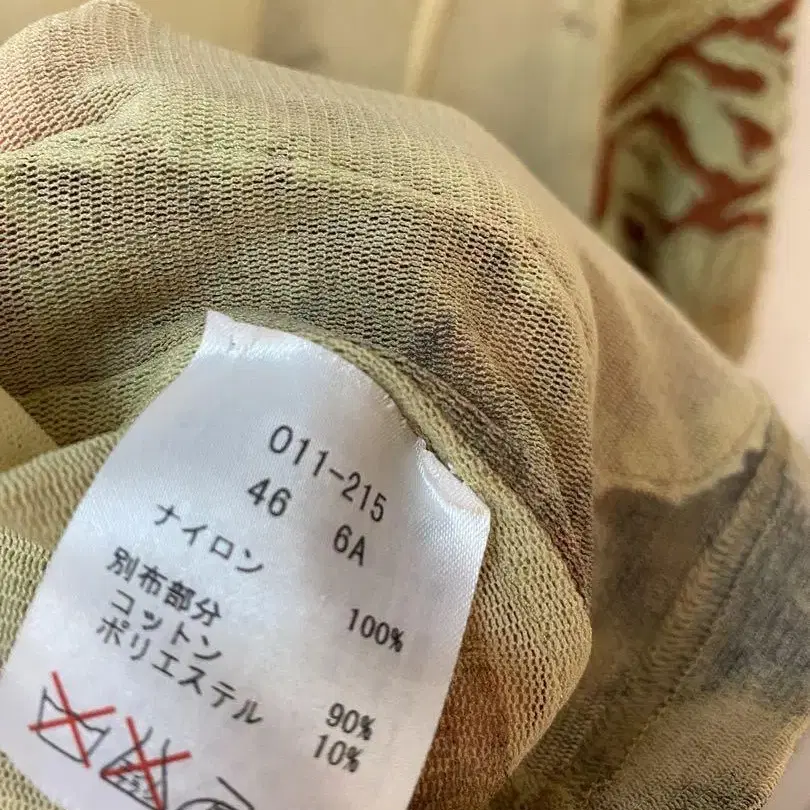 011-215
46 6A
ナイロン 100%
別布部分
コットン 90%
ポリエステル 10%